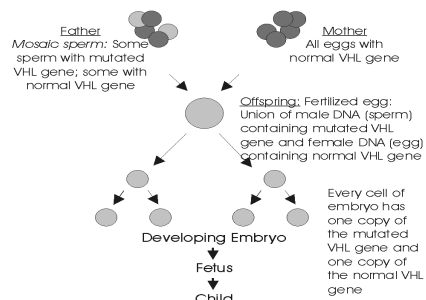 Father
Mosaic sperm: Some
sperm with mutated
VHL gene; some with
normal VHL gene
Mother
All eggs with
normal VHL gene
Offspring: Fertilized egg:
Union of male DNA (sperm)
containing mutated VHL
gene and female DNA (egg)
containing normal VHL gene
Every cell of
embryo has
one copy of
the mutated
VHL gene and
one copy of
the normal VHL
gene
Developing Embryo
Fetus
Child